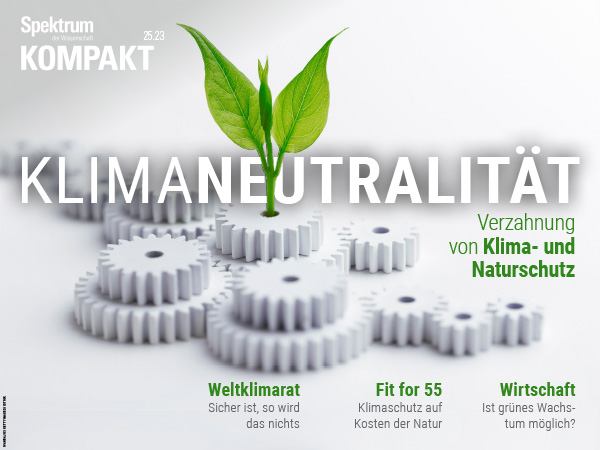 Spektrum
der Wissenschaft
25.23
KOMPAKT
KLIMANEUTRALITÄT
Verzahnung
von Klima- und
Naturschutz
Weltklimarat
Sicher ist, so wird
das nichts
Fit for 55
Klimaschutz auf
Kosten der Natur
Wirtschaft
Ist grünes Wachs-
tum möglich?